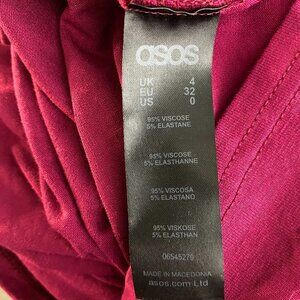 asos
UK 4
EU 32
US 0
95% VISCOSE
5% ELASTANE
95% VISCOSE
5% ELASTHANNE
95% VISCOSA
5% ELASTANO
95% VISKOSE
5% ELASTHAN
06545270
MADE IN MACEDONIA
asos.com Ltd